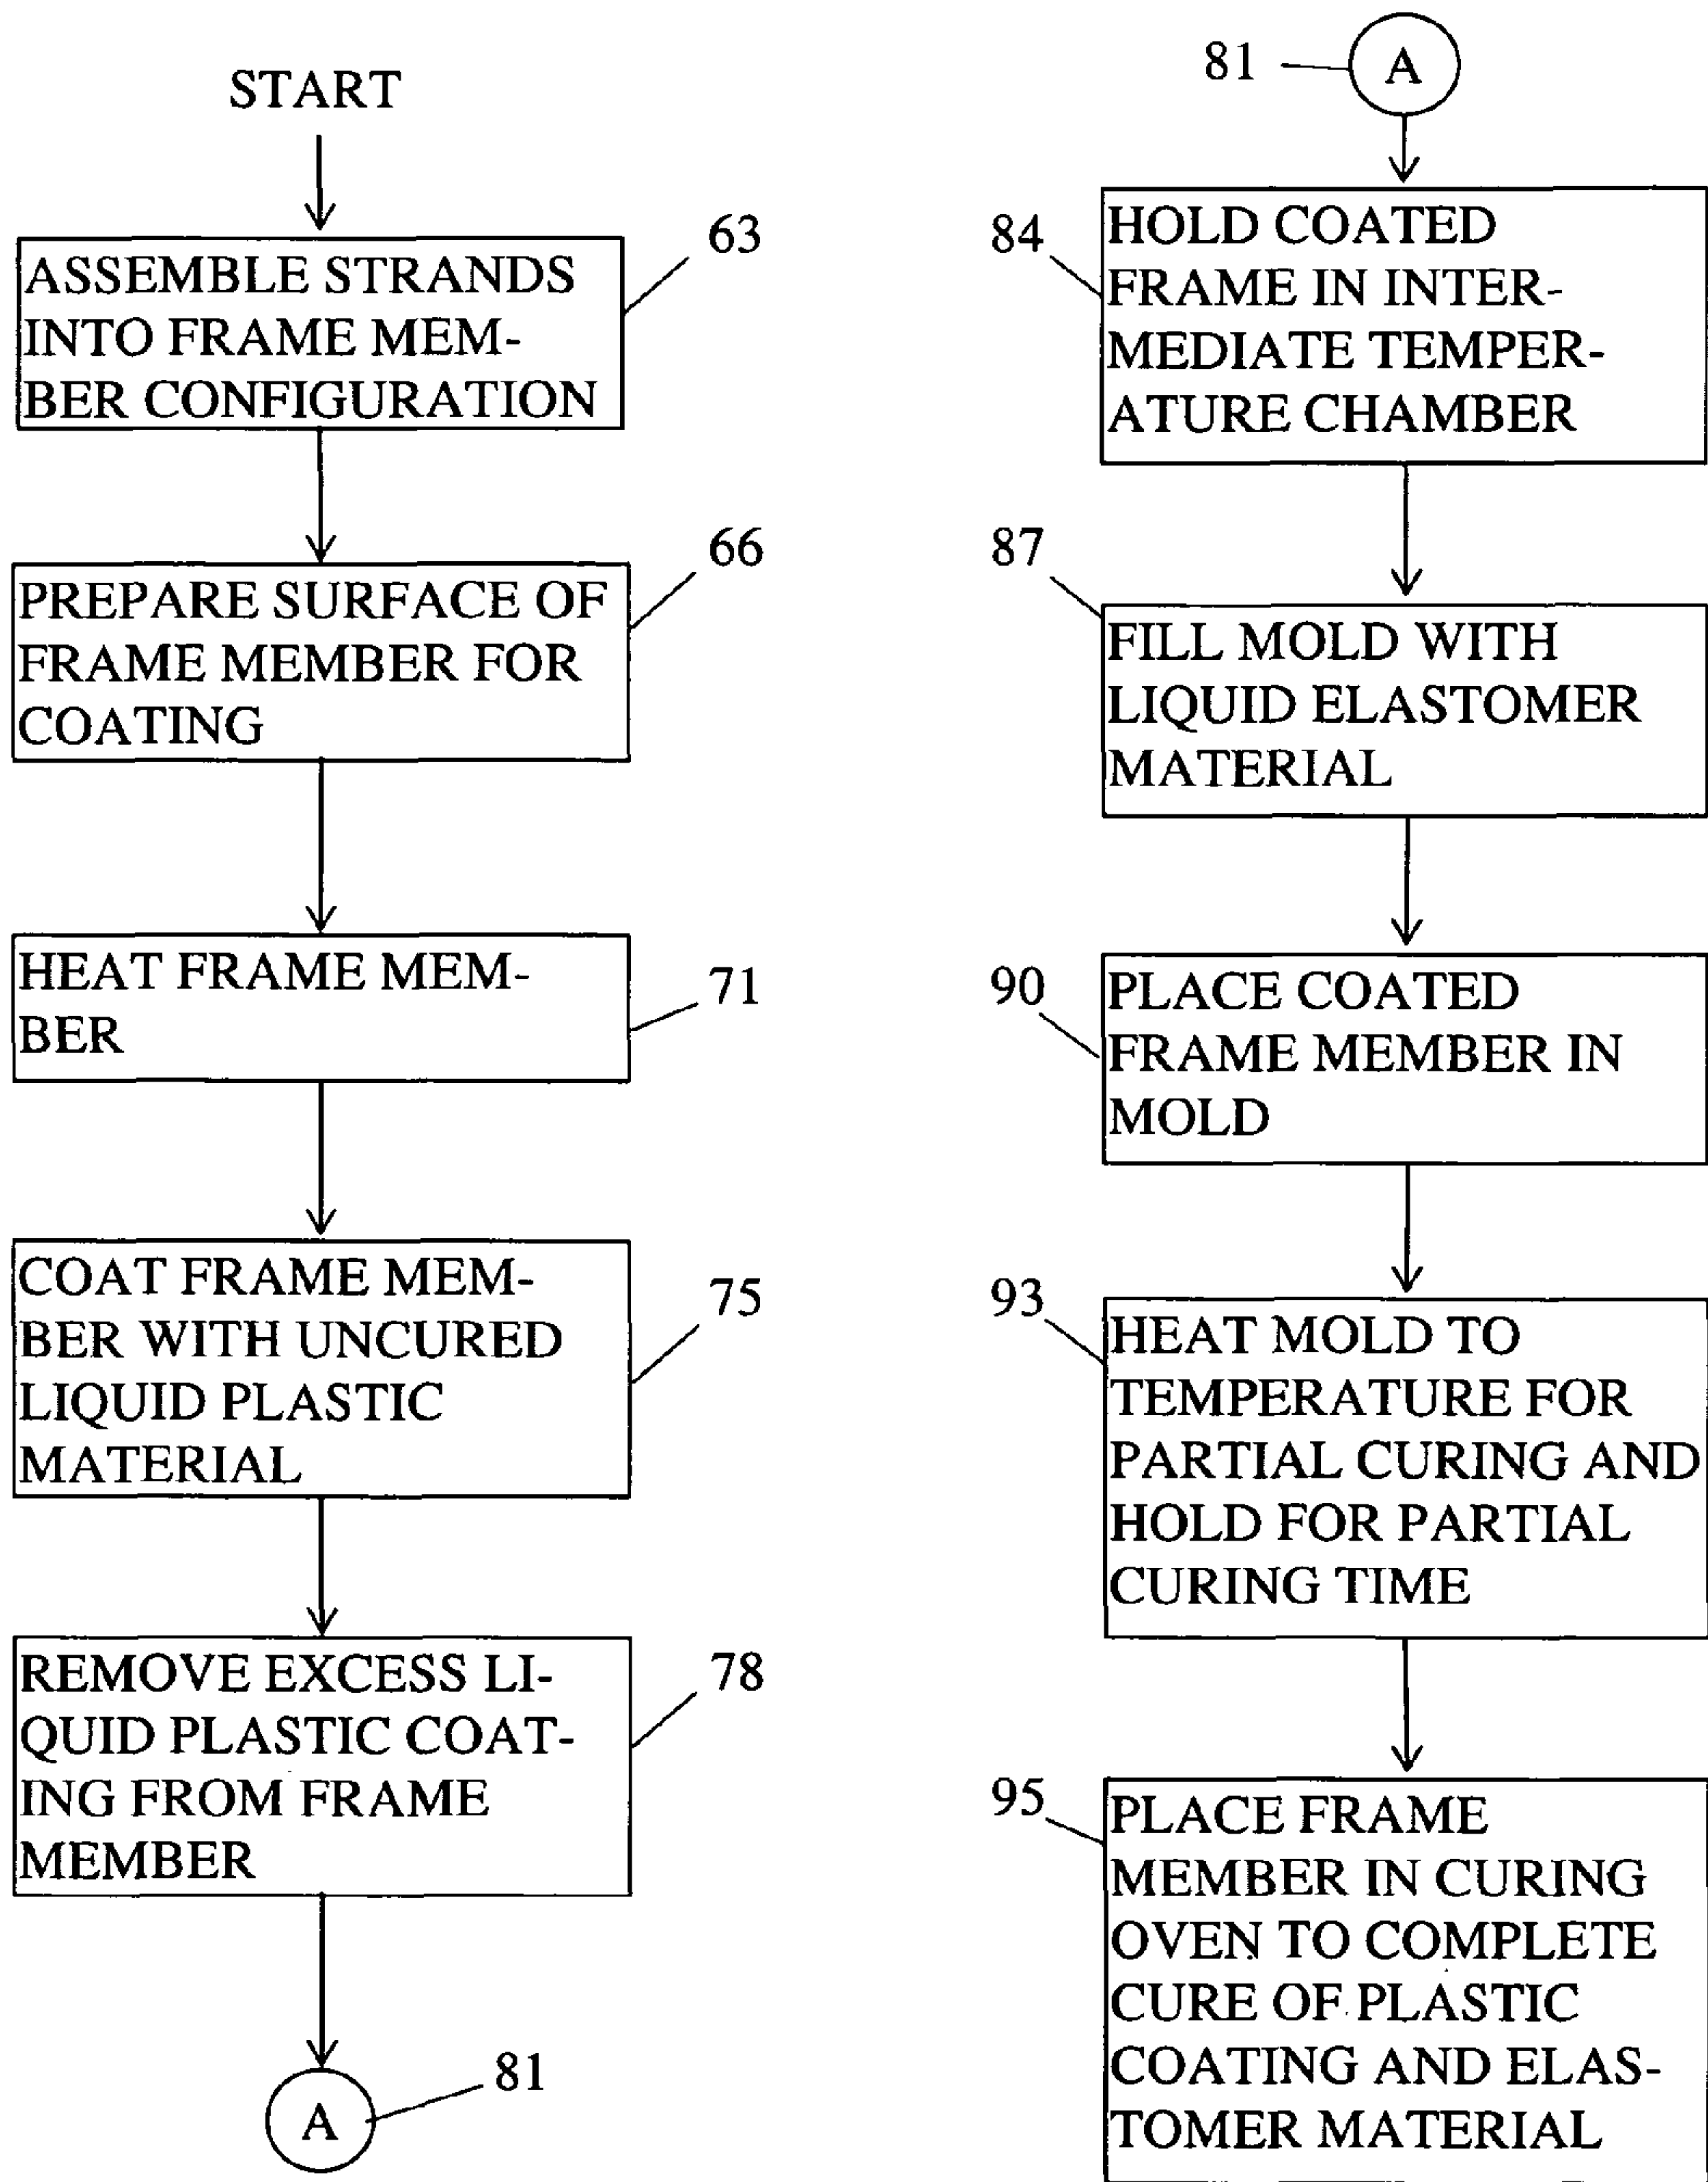 START
63
ASSEMBLE STRANDS
INTO FRAME MEM-
BER CONFIGURATION
66
PREPARE SURFACE OF
FRAME MEMBER FOR
COATING
HEAT FRAME MEM-
BER
71
COAT FRAME MEM-
BER WITH UNCURED
LIQUID PLASTIC
MATERIAL
75
REMOVE EXCESS LI-
QUID PLASTIC COAT-
ING FROM FRAME
MEMBER
78
A
81
81
A
84
HOLD COATED
FRAME IN INTER-
MEDIATE TEMPER-
ATURE CHAMBER
87
FILL MOLD WITH
LIQUID ELASTOMER
MATERIAL
90
PLACE COATED
FRAME MEMBER IN
MOLD
93
HEAT MOLD TO
TEMPERATURE FOR
PARTIAL CURING AND
HOLD FOR PARTIAL
CURING TIME
95
PLACE FRAME
MEMBER IN CURING
OVEN TO COMPLETE
CURE OF PLASTIC
COATING AND ELAS-
TOMER MATERIAL